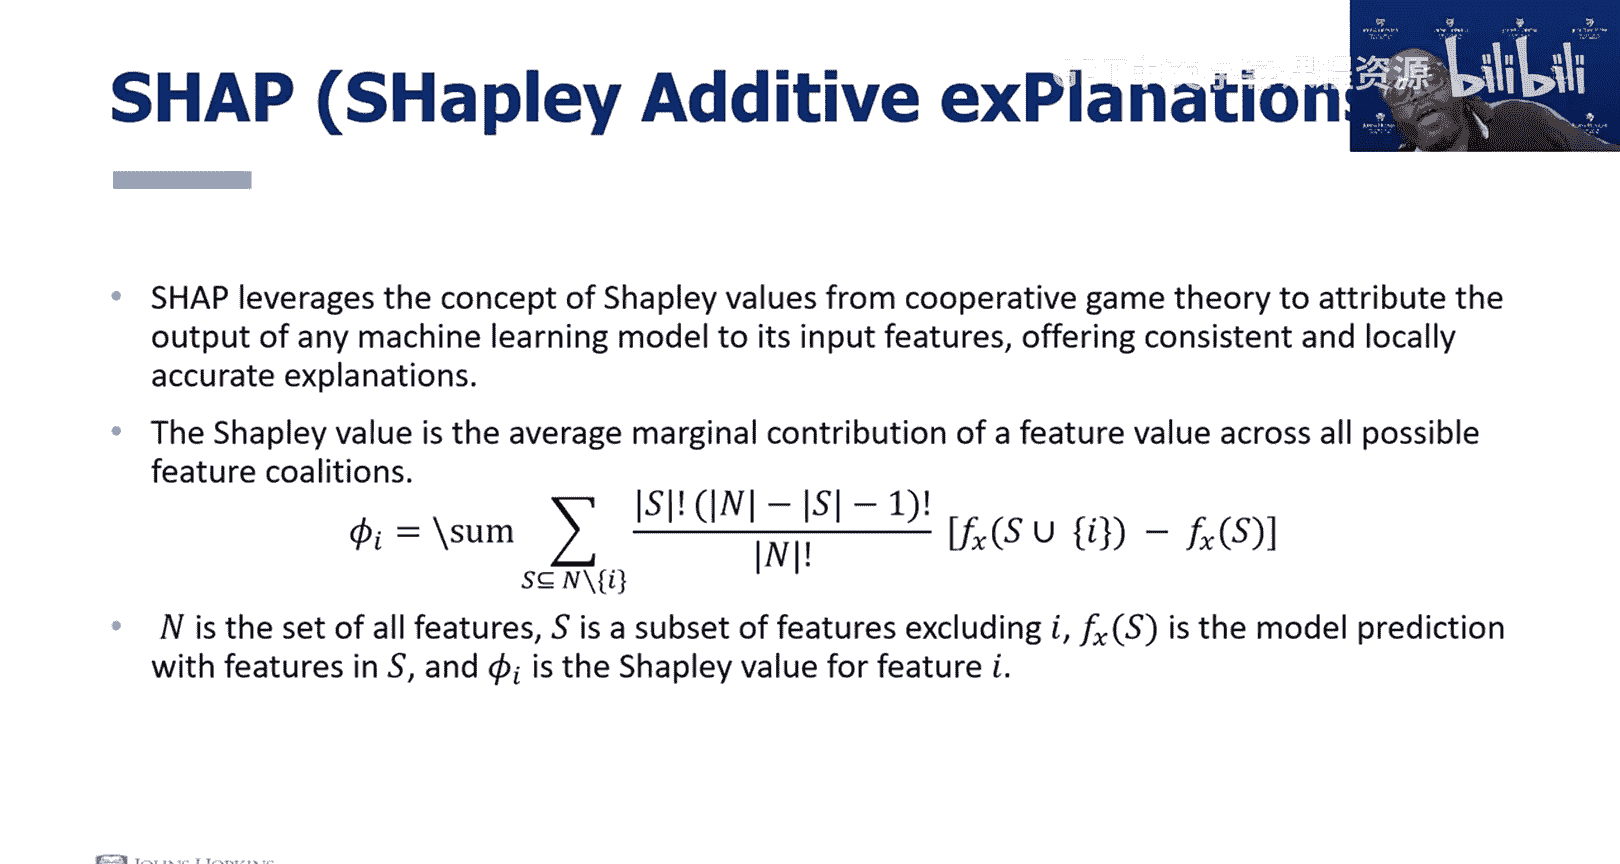 SHAP (SHapley Additive exPlanations
bilibili
• SHAP leverages the concept of Shapley values from cooperative game theory to attribute the
output of any machine learning model to its input features, offering consistent and locally
accurate explanations.
• The Shapley value is the average marginal contribution of a feature value across all possible
feature coalitions.
ϕᵢ = \sum ∑_{S⊆ N\{i}} |S|! (|N| − |S| − 1)! / |N|! [fₓ(S ∪ {i}) − fₓ(S)]
• N is the set of all features, S is a subset of features excluding i, fₓ(S) is the model prediction
with features in S, and ϕᵢ is the Shapley value for feature i.
JOHNS HOPKINS